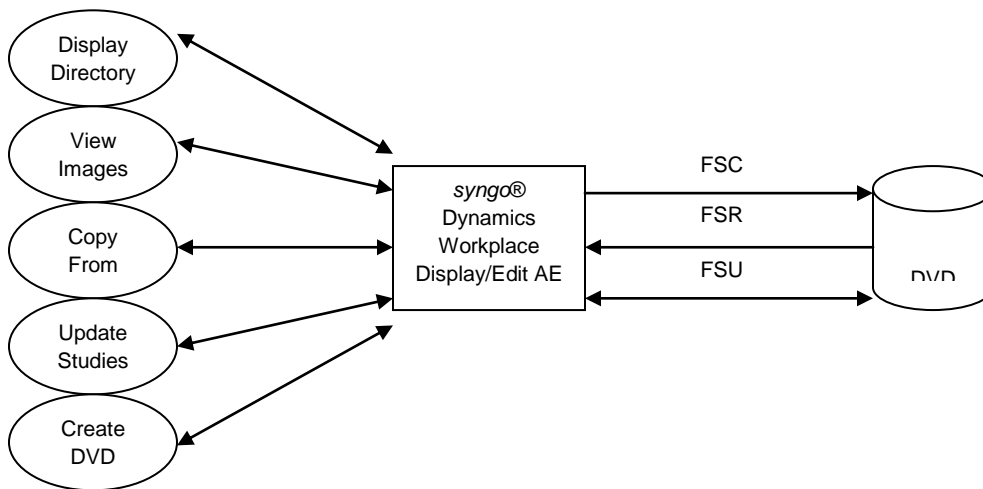 Display
Directory
View
Images
Copy
From
Update
Studies
Create
DVD
syngo®
Dynamics
Workplace
Display/Edit AE
FSC
FSR
FSU
DVD